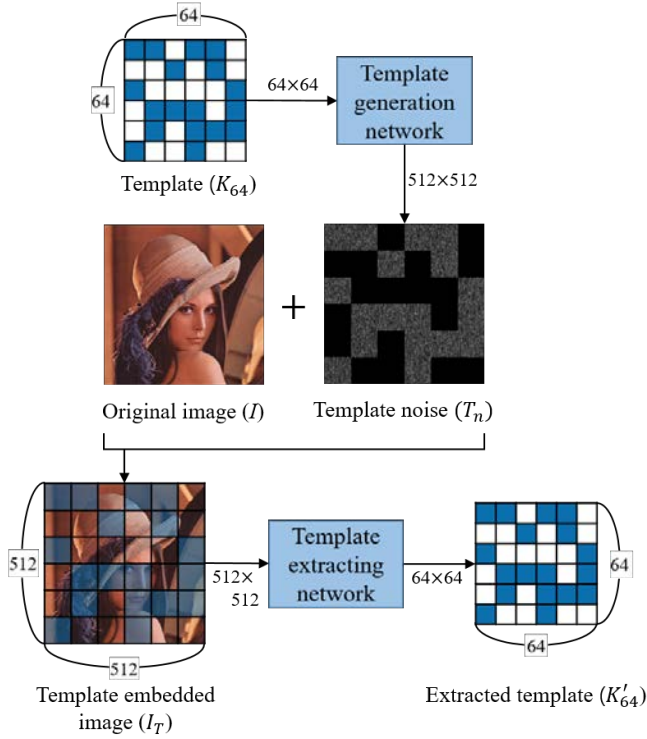 64
64
64×64
Template
generation
network
Template (K₆₄)
512×512
+
Original image (I)
Template noise (Tₙ)
512
512×
512
Template
extracting
network
64×64
64
64
512
Template embedded
image (I_T)
Extracted template (K′₆₄)